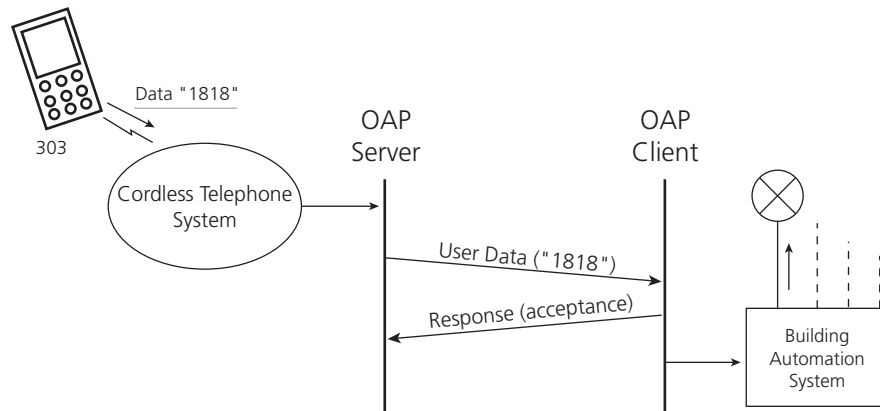 Data "1818"
303
Cordless Telephone
System
OAP
Server
OAP
Client
User Data ("1818")
Response (acceptance)
Building
Automation
System